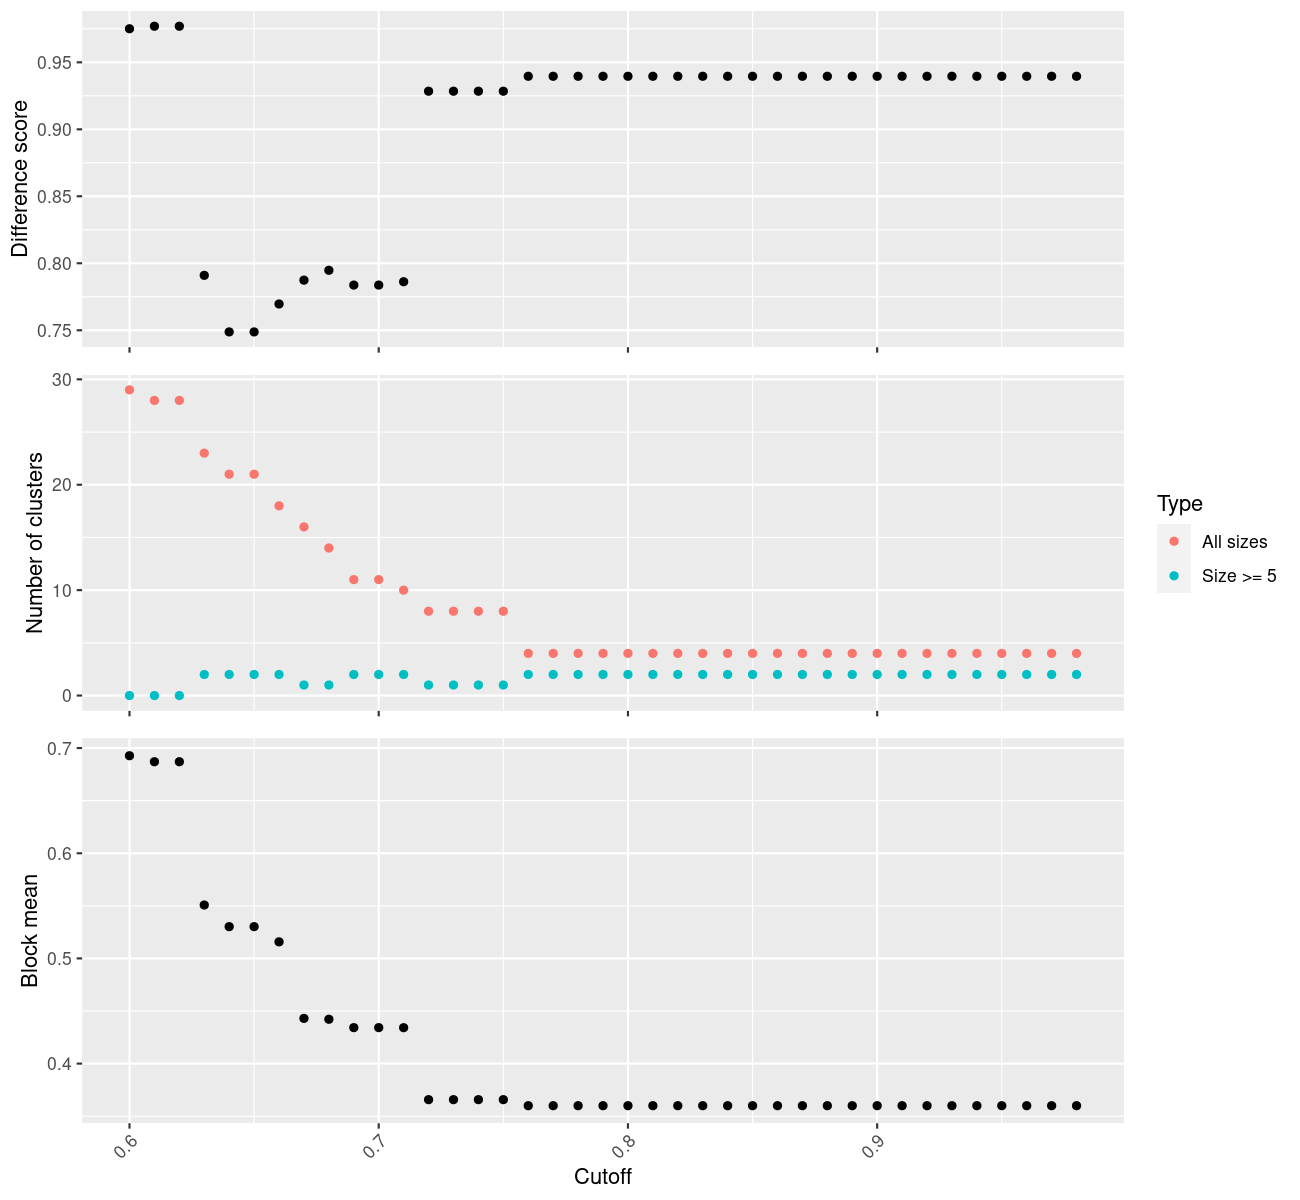 Difference score
0.95
0.90
0.85
0.80
0.75
Number of clusters
30
20
10
0
Type
All sizes
Size >= 5
Block mean
0.7
0.6
0.5
0.4
0.6 0.7 0.8 0.9
Cutoff